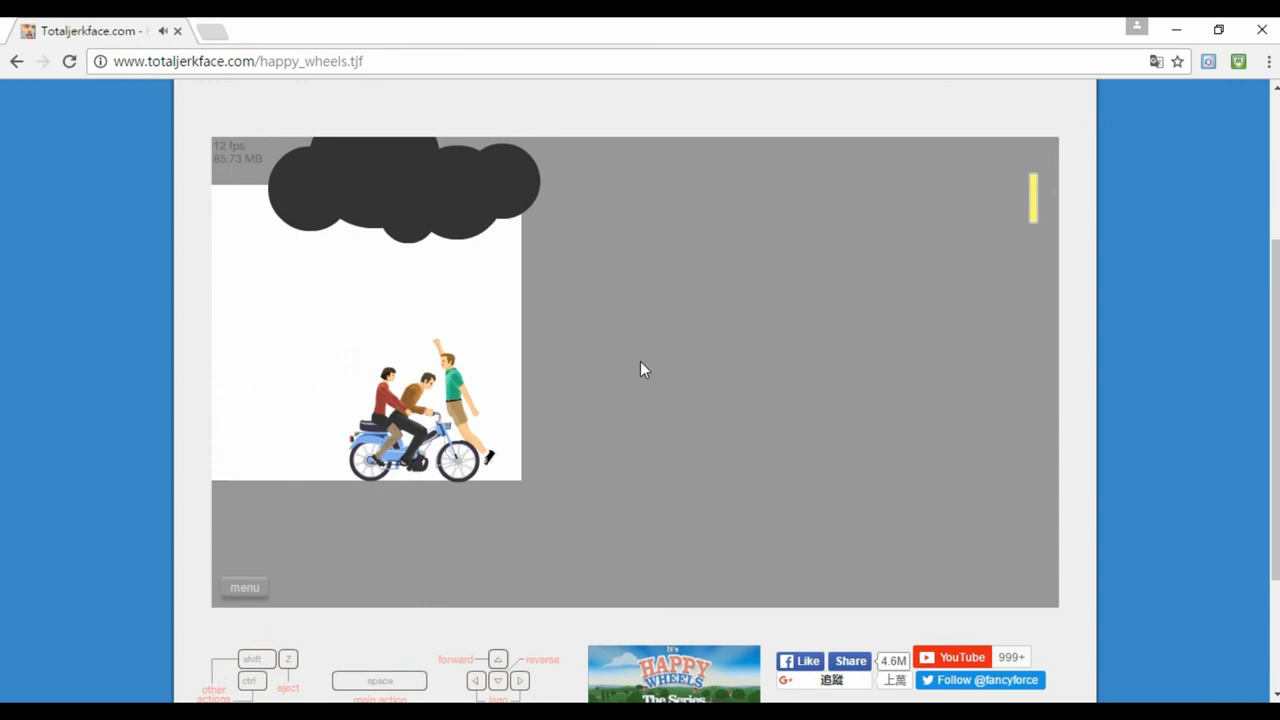 Totaljerkface.com -
www.totaljerkface.com/happy_wheels.tjf
12 fps
85.73 MB
menu
shift
Z
ctrl
eject
other
actions
space
main action
forward
reverse
IT'S
HAPPY
WHEELS
The Series
Like
Share
4.6M
YouTube
999+
G+
追蹤
上萬
Follow @fancyforce